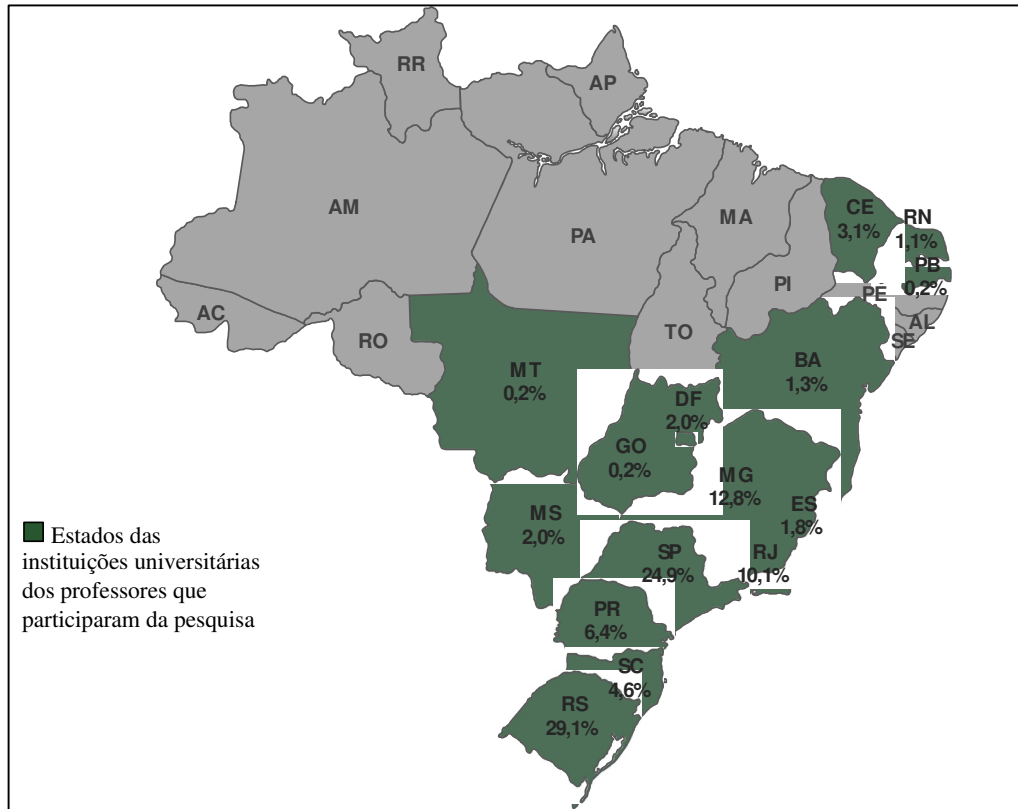 RR
AP
AM
PA
MA
CE
3,1%
RN
1,1%
PB
0,2%
PI
PE
AC
AL
SE
RO
TO
MT
0,2%
BA
1,3%
DF
2,0%
GO
0,2%
MG
12,8%
ES
1,8%
MS
2,0%
SP
24,9%
RJ
10,1%
PR
6,4%
SC
4,6%
RS
29,1%
Estados das
instituições universitárias
dos professores que
participaram da pesquisa